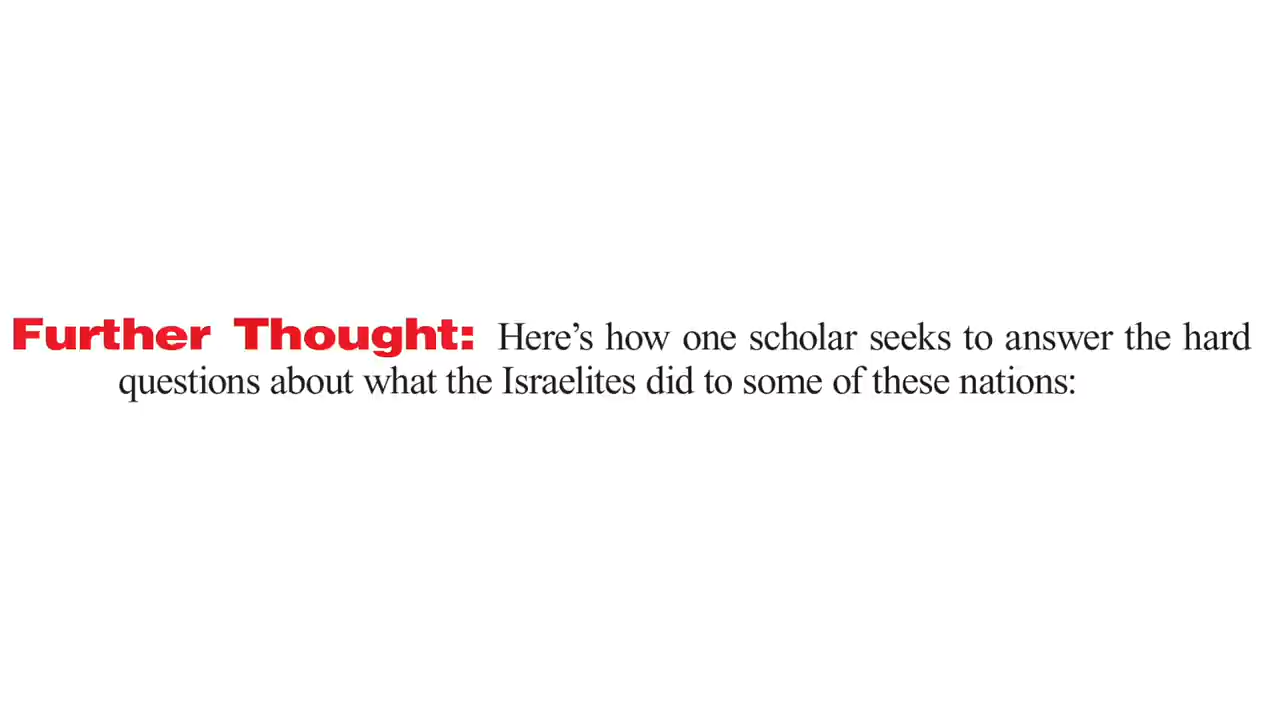 Further Thought: Here’s how one scholar seeks to answer the hard
questions about what the Israelites did to some of these nations: